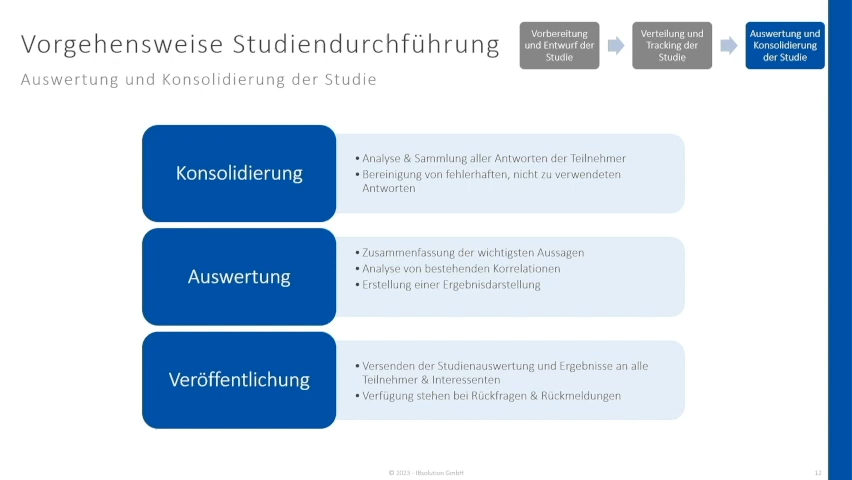 Vorgehensweise Studiendurchführung
Auswertung und Konsolidierung der Studie
Vorbereitung
und Entwurf der
Studie
Verteilung und
Tracking der
Studie
Auswertung und
Konsolidierung
der Studie
Konsolidierung
• Analyse & Sammlung aller Antworten der Teilnehmer
• Bereinigung von fehlerhaften, nicht zu verwendeten
Antworten
Auswertung
• Zusammenfassung der wichtigsten Aussagen
• Analyse von bestehenden Korrelationen
• Erstellung einer Ergebnisdarstellung
Veröffentlichung
• Versenden der Studienauswertung und Ergebnisse an alle
Teilnehmer & Interessenten
• Verfügung stehen bei Rückfragen & Rückmeldungen
© 2023 - IBsolution GmbH